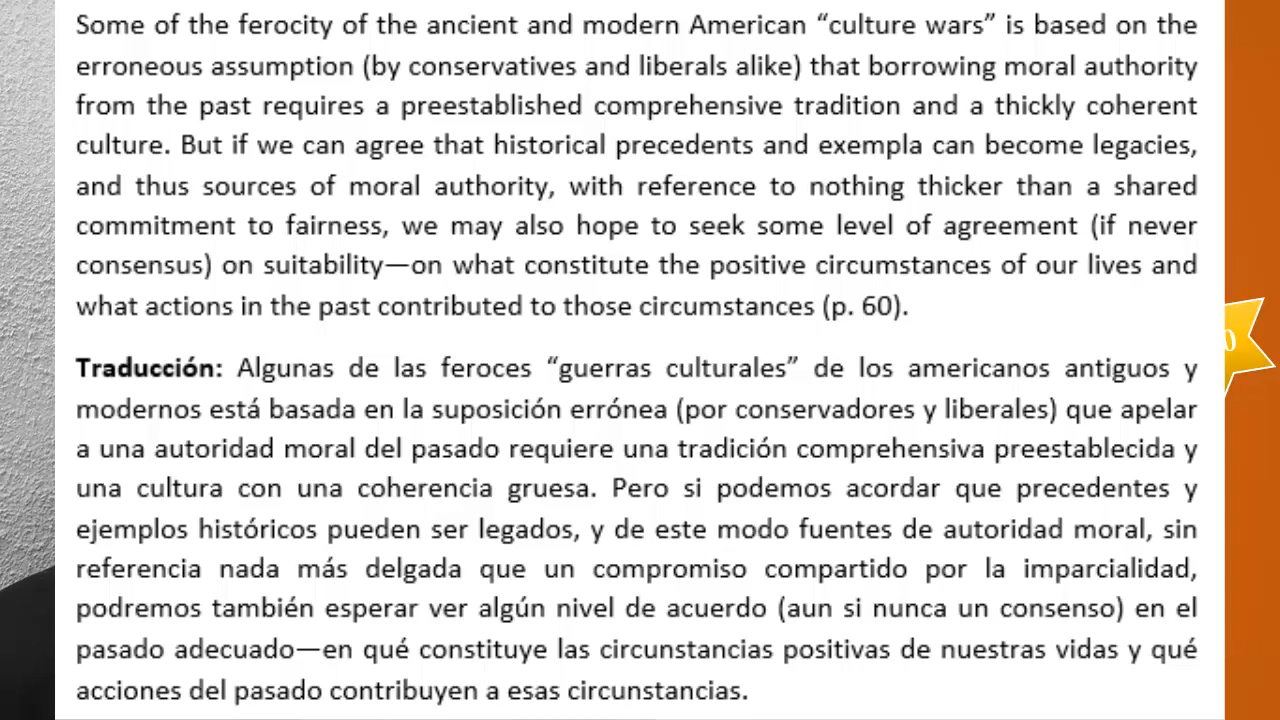 Some of the ferocity of the ancient and modern American “culture wars” is based on the
erroneous assumption (by conservatives and liberals alike) that borrowing moral authority
from the past requires a preestablished comprehensive tradition and a thickly coherent
culture. But if we can agree that historical precedents and exempla can become legacies,
and thus sources of moral authority, with reference to nothing thicker than a shared
commitment to fairness, we may also hope to seek some level of agreement (if never
consensus) on suitability—on what constitute the positive circumstances of our lives and
what actions in the past contributed to those circumstances (p. 60).
Traducción: Algunas de las feroces “guerras culturales” de los americanos antiguos y
modernos está basada en la suposición errónea (por conservadores y liberales) que apelar
a una autoridad moral del pasado requiere una tradición comprehensiva preestablecida y
una cultura con una coherencia gruesa. Pero si podemos acordar que precedentes y
ejemplos históricos pueden ser legados, y de este modo fuentes de autoridad moral, sin
referencia nada más delgada que un compromiso compartido por la imparcialidad,
podremos también esperar ver algún nivel de acuerdo (aun si nunca un consenso) en el
pasado adecuado—en qué constituye las circunstancias positivas de nuestras vidas y qué
acciones del pasado contribuyen a esas circunstancias.